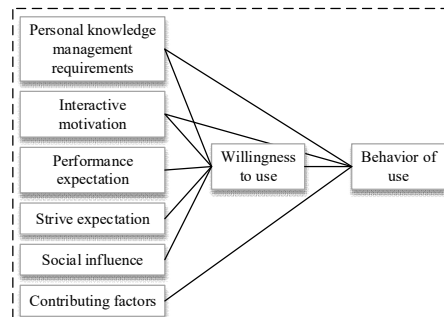 Personal knowledge
management
requirements
Interactive
motivation
Performance
expectation
Strive expectation
Social influence
Contributing factors
Willingness
to use
Behavior of
use